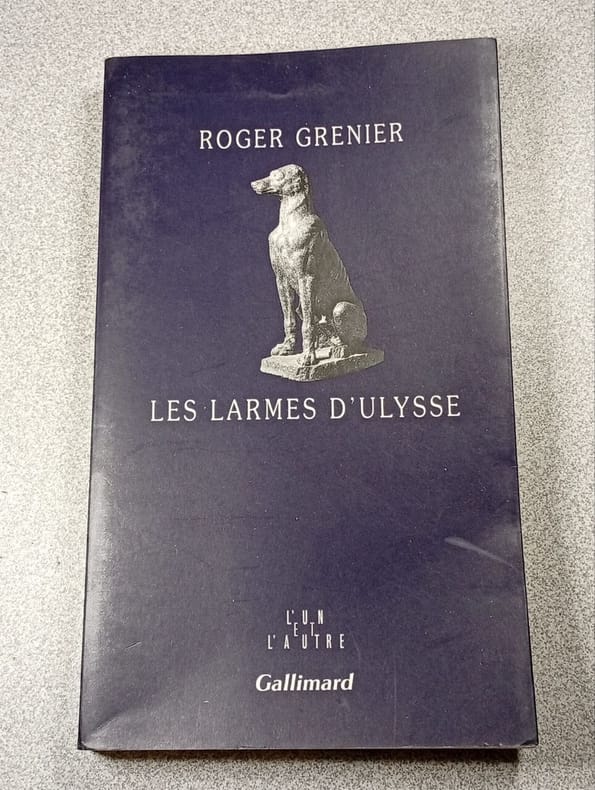 ROGER GRENIER
LES LARMES D'ULYSSE
L'UN
ET
L'AUTRE
Gallimard